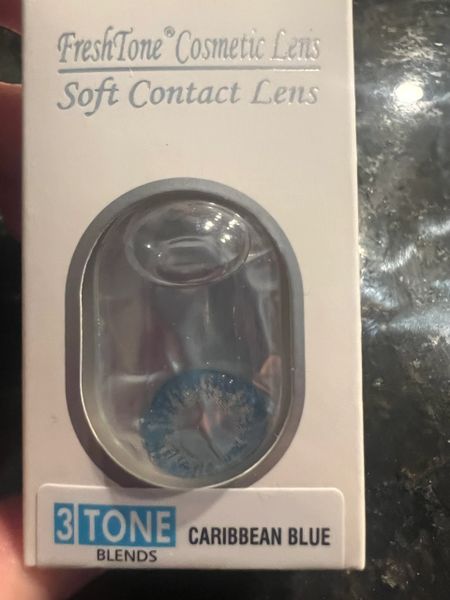 FreshTone® Cosmetic Lens
Soft Contact Lens
3 TONE CARIBBEAN BLUE
BLENDS